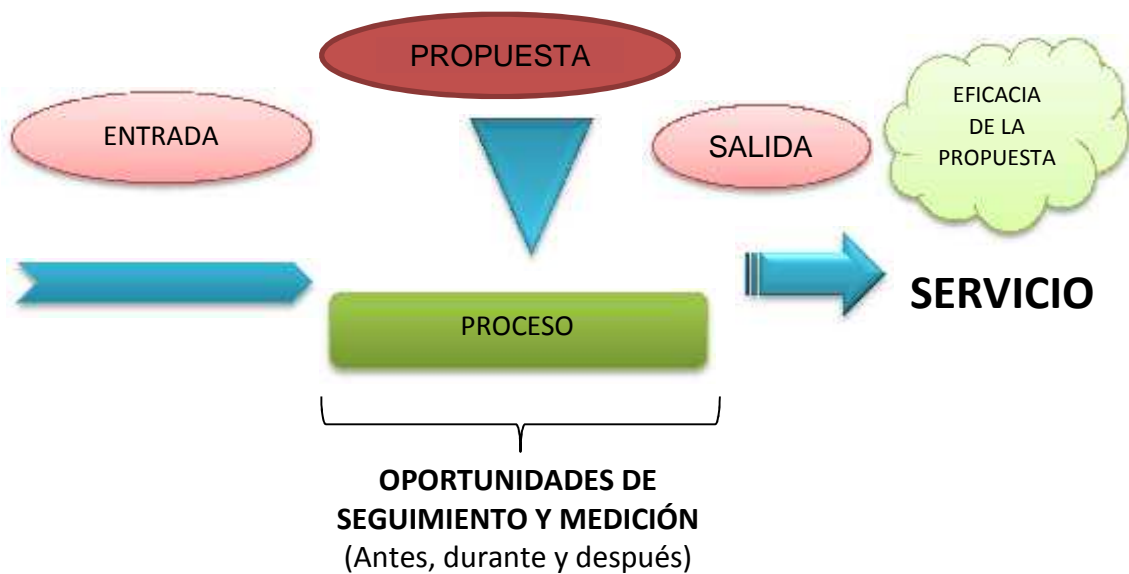 PROPUESTA
ENTRADA
SALIDA
EFICACIA
DE LA
PROPUESTA
SERVICIO
PROCESO
OPORTUNIDADES DE
SEGUIMIENTO Y MEDICIÓN
(Antes, durante y después)